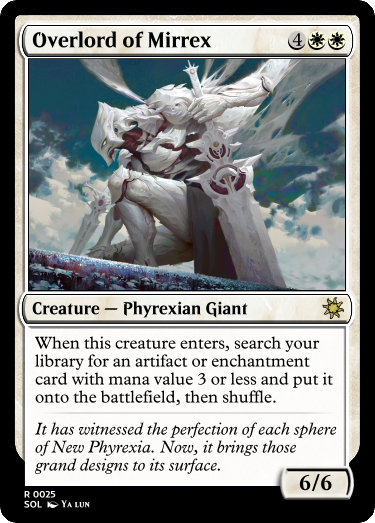 Overlord of Mirrex 4
Creature — Phyrexian Giant
When this creature enters, search your
library for an artifact or enchantment
card with mana value 3 or less and put it
onto the battlefield, then shuffle.
It has witnessed the perfection of each sphere
of New Phyrexia. Now, it brings those
grand designs to its surface.
6/6
R 0025
SOL Ya Lun